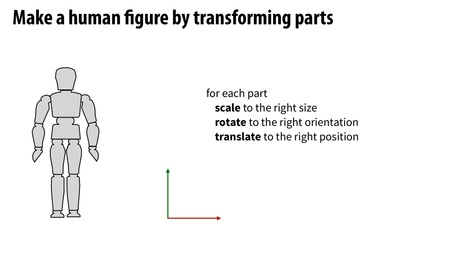 Make a human figure by transforming parts
for each part
scale to the right size
rotate to the right orientation
translate to the right position